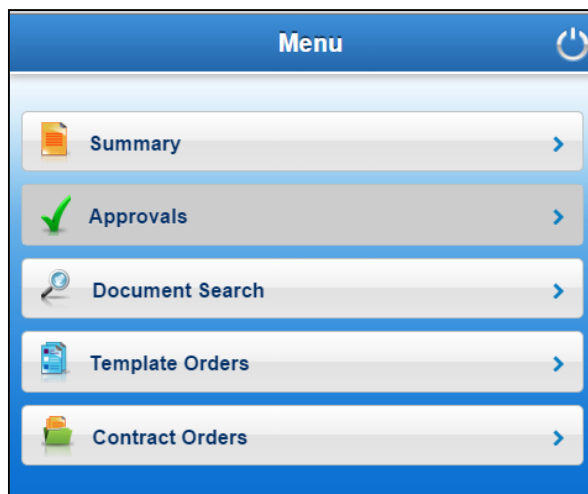 Menu
Summary
Approvals
Document Search
Template Orders
Contract Orders